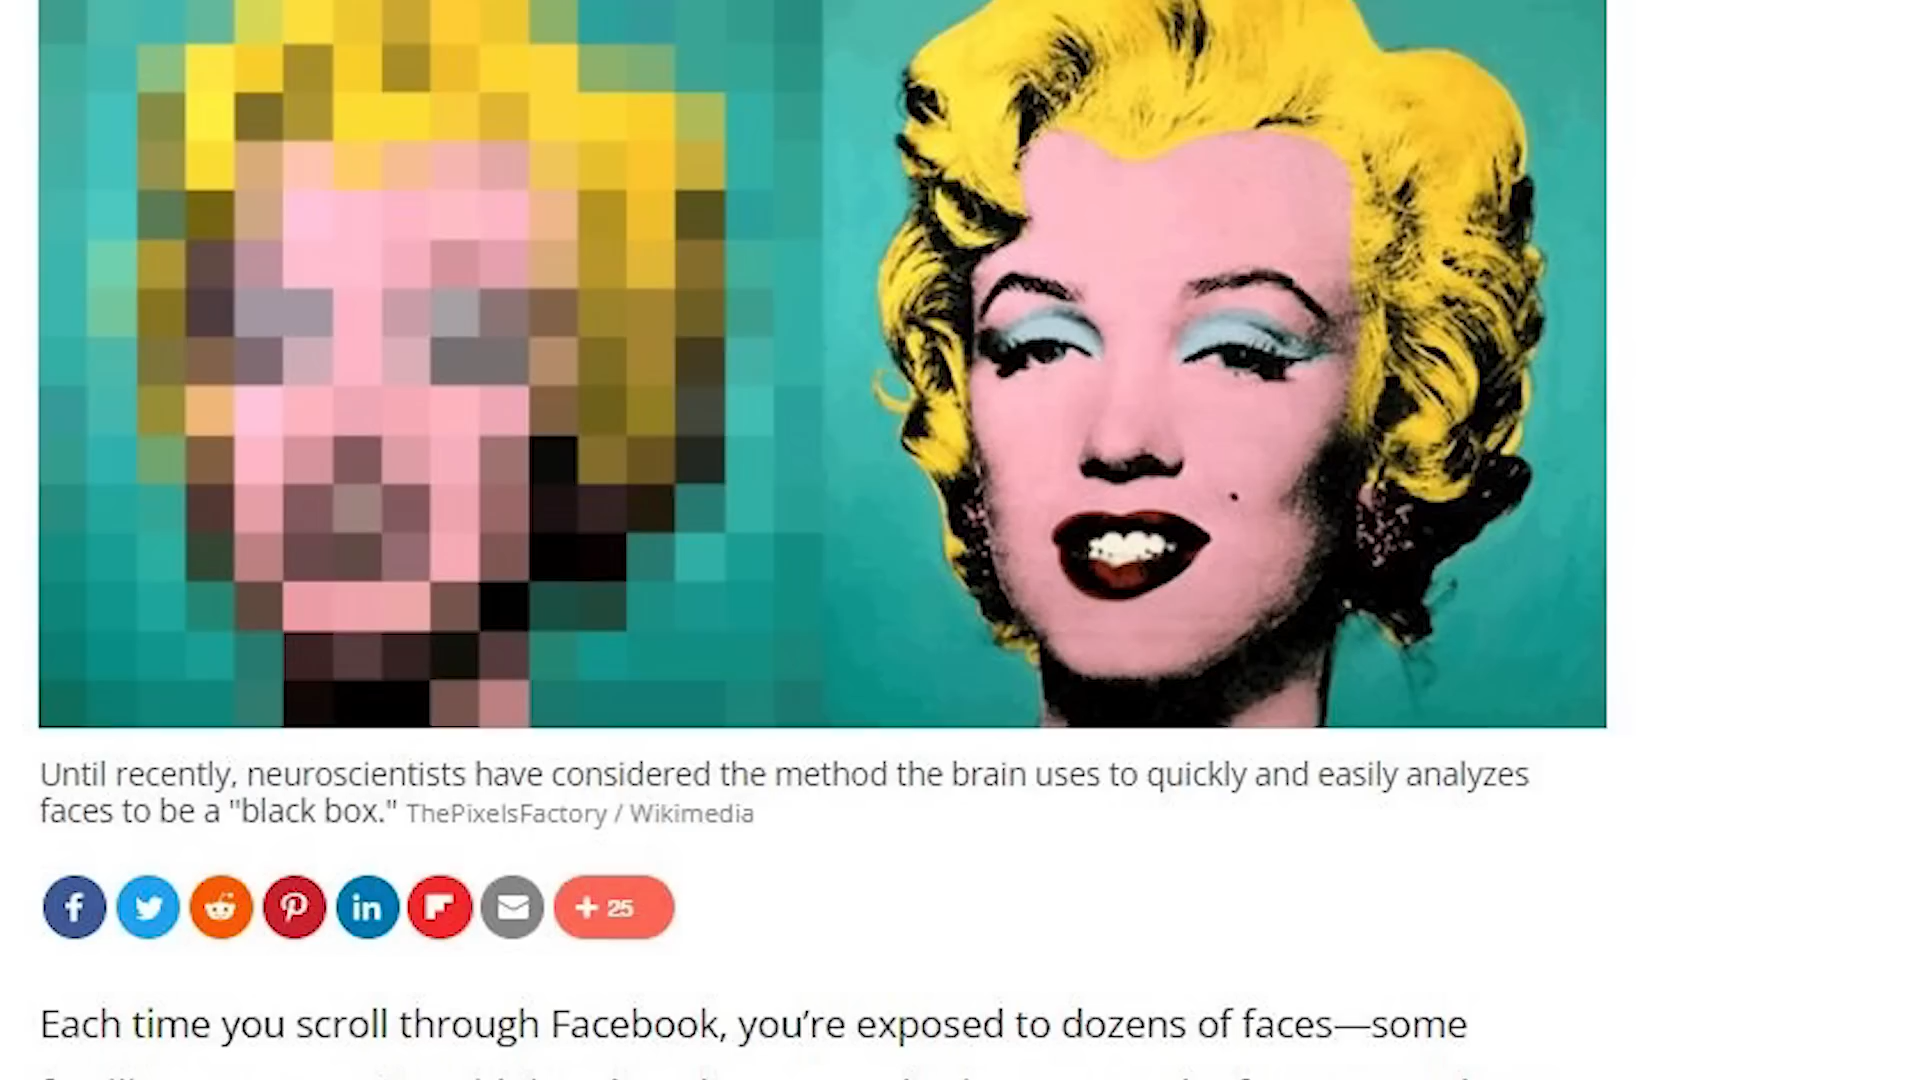 Until recently, neuroscientists have considered the method the brain uses to quickly and easily analyzes
faces to be a "black box." ThePixelsFactory / Wikimedia
f in + 25
Each time you scroll through Facebook, you’re exposed to dozens of faces—some